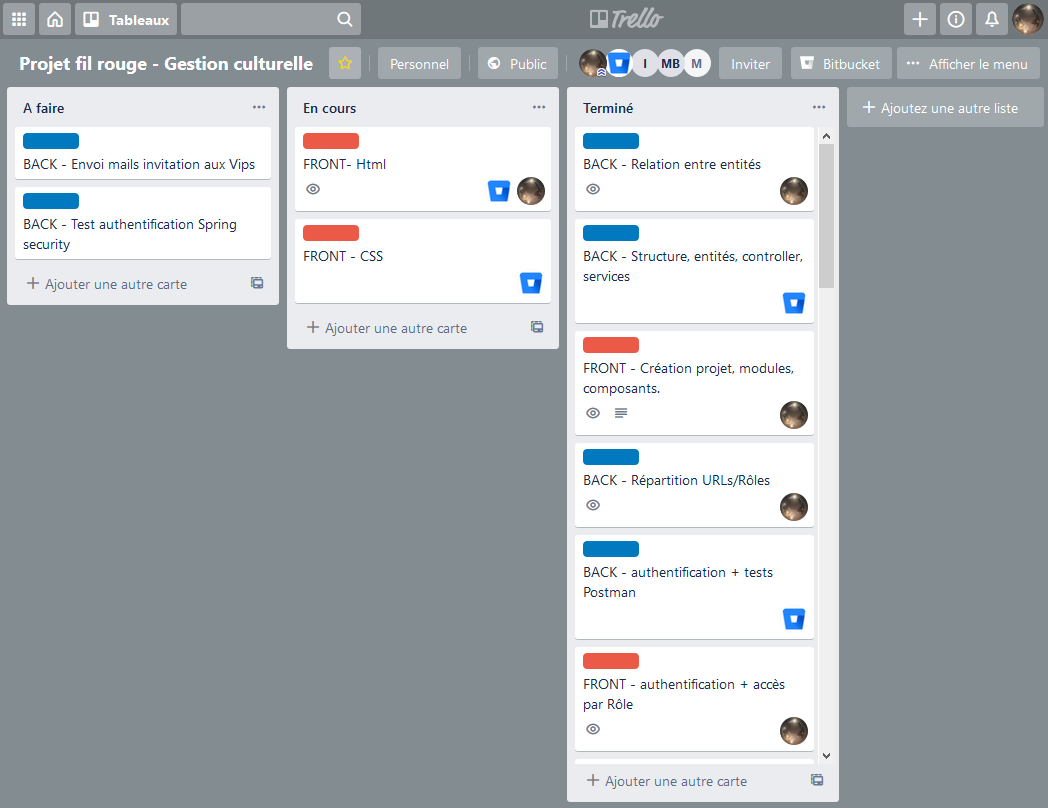 Tableaux
Trello
Projet fil rouge - Gestion culturelle
Personnel
Public
I
MB
M
Inviter
Bitbucket
Afficher le menu
A faire
BACK - Envoi mails invitation aux Vips
BACK - Test authentification Spring
security
Ajouter une autre carte
En cours
FRONT- Html
FRONT - CSS
Ajouter une autre carte
Terminé
BACK - Relation entre entités
BACK - Structure, entités, controller,
services
FRONT - Création projet, modules,
composants.
BACK - Répartition URLs/Rôles
BACK - authentification + tests
Postman
FRONT - authentification + accès
par Rôle
Ajouter une autre carte
Ajoutez une autre liste